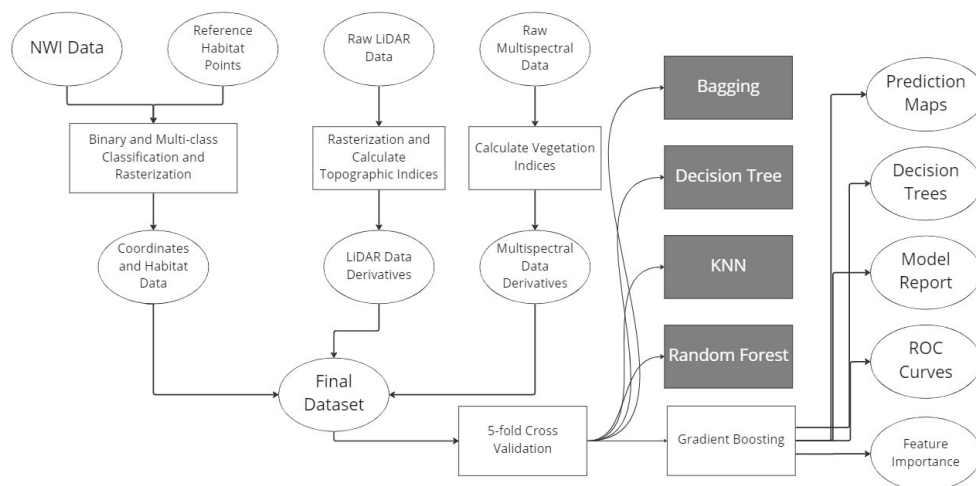 NWI Data
Reference
Habitat
Points
Raw LiDAR
Data
Raw
Multispectral
Data
Binary and Multi-class
Classification and
Rasterization
Rasterization and
Calculate
Topographic Indices
Calculate Vegetation
Indices
Coordinates
and Habitat
Data
LiDAR Data
Derivatives
Multispectral
Data
Derivatives
Final
Dataset
5-fold Cross
Validation
Bagging
Decision Tree
KNN
Random Forest
Gradient Boosting
Prediction
Maps
Decision
Trees
Model
Report
ROC
Curves
Feature
Importance